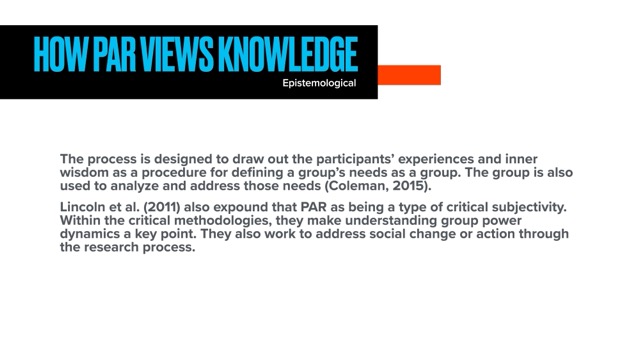 HOW PAR VIEWS KNOWLEDGE
Epistemological
The process is designed to draw out the participants’ experiences and inner
wisdom as a procedure for defining a group’s needs as a group. The group is also
used to analyze and address those needs (Coleman, 2015).
Lincoln et al. (2011) also expound that PAR as being a type of critical subjectivity.
Within the critical methodologies, they make understanding group power
dynamics a key point. They also work to address social change or action through
the research process.